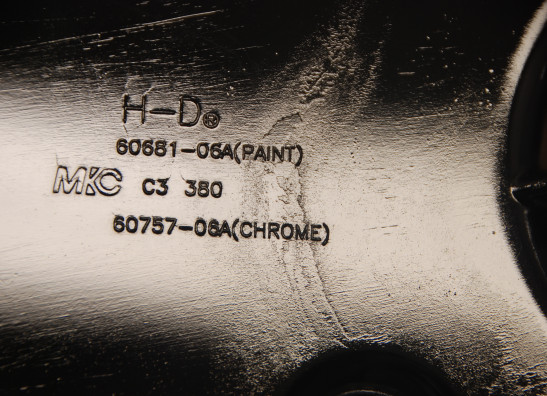 H-D®
60681-06A(PAINT)
MKC C3 380
60757-06A(CHROME)